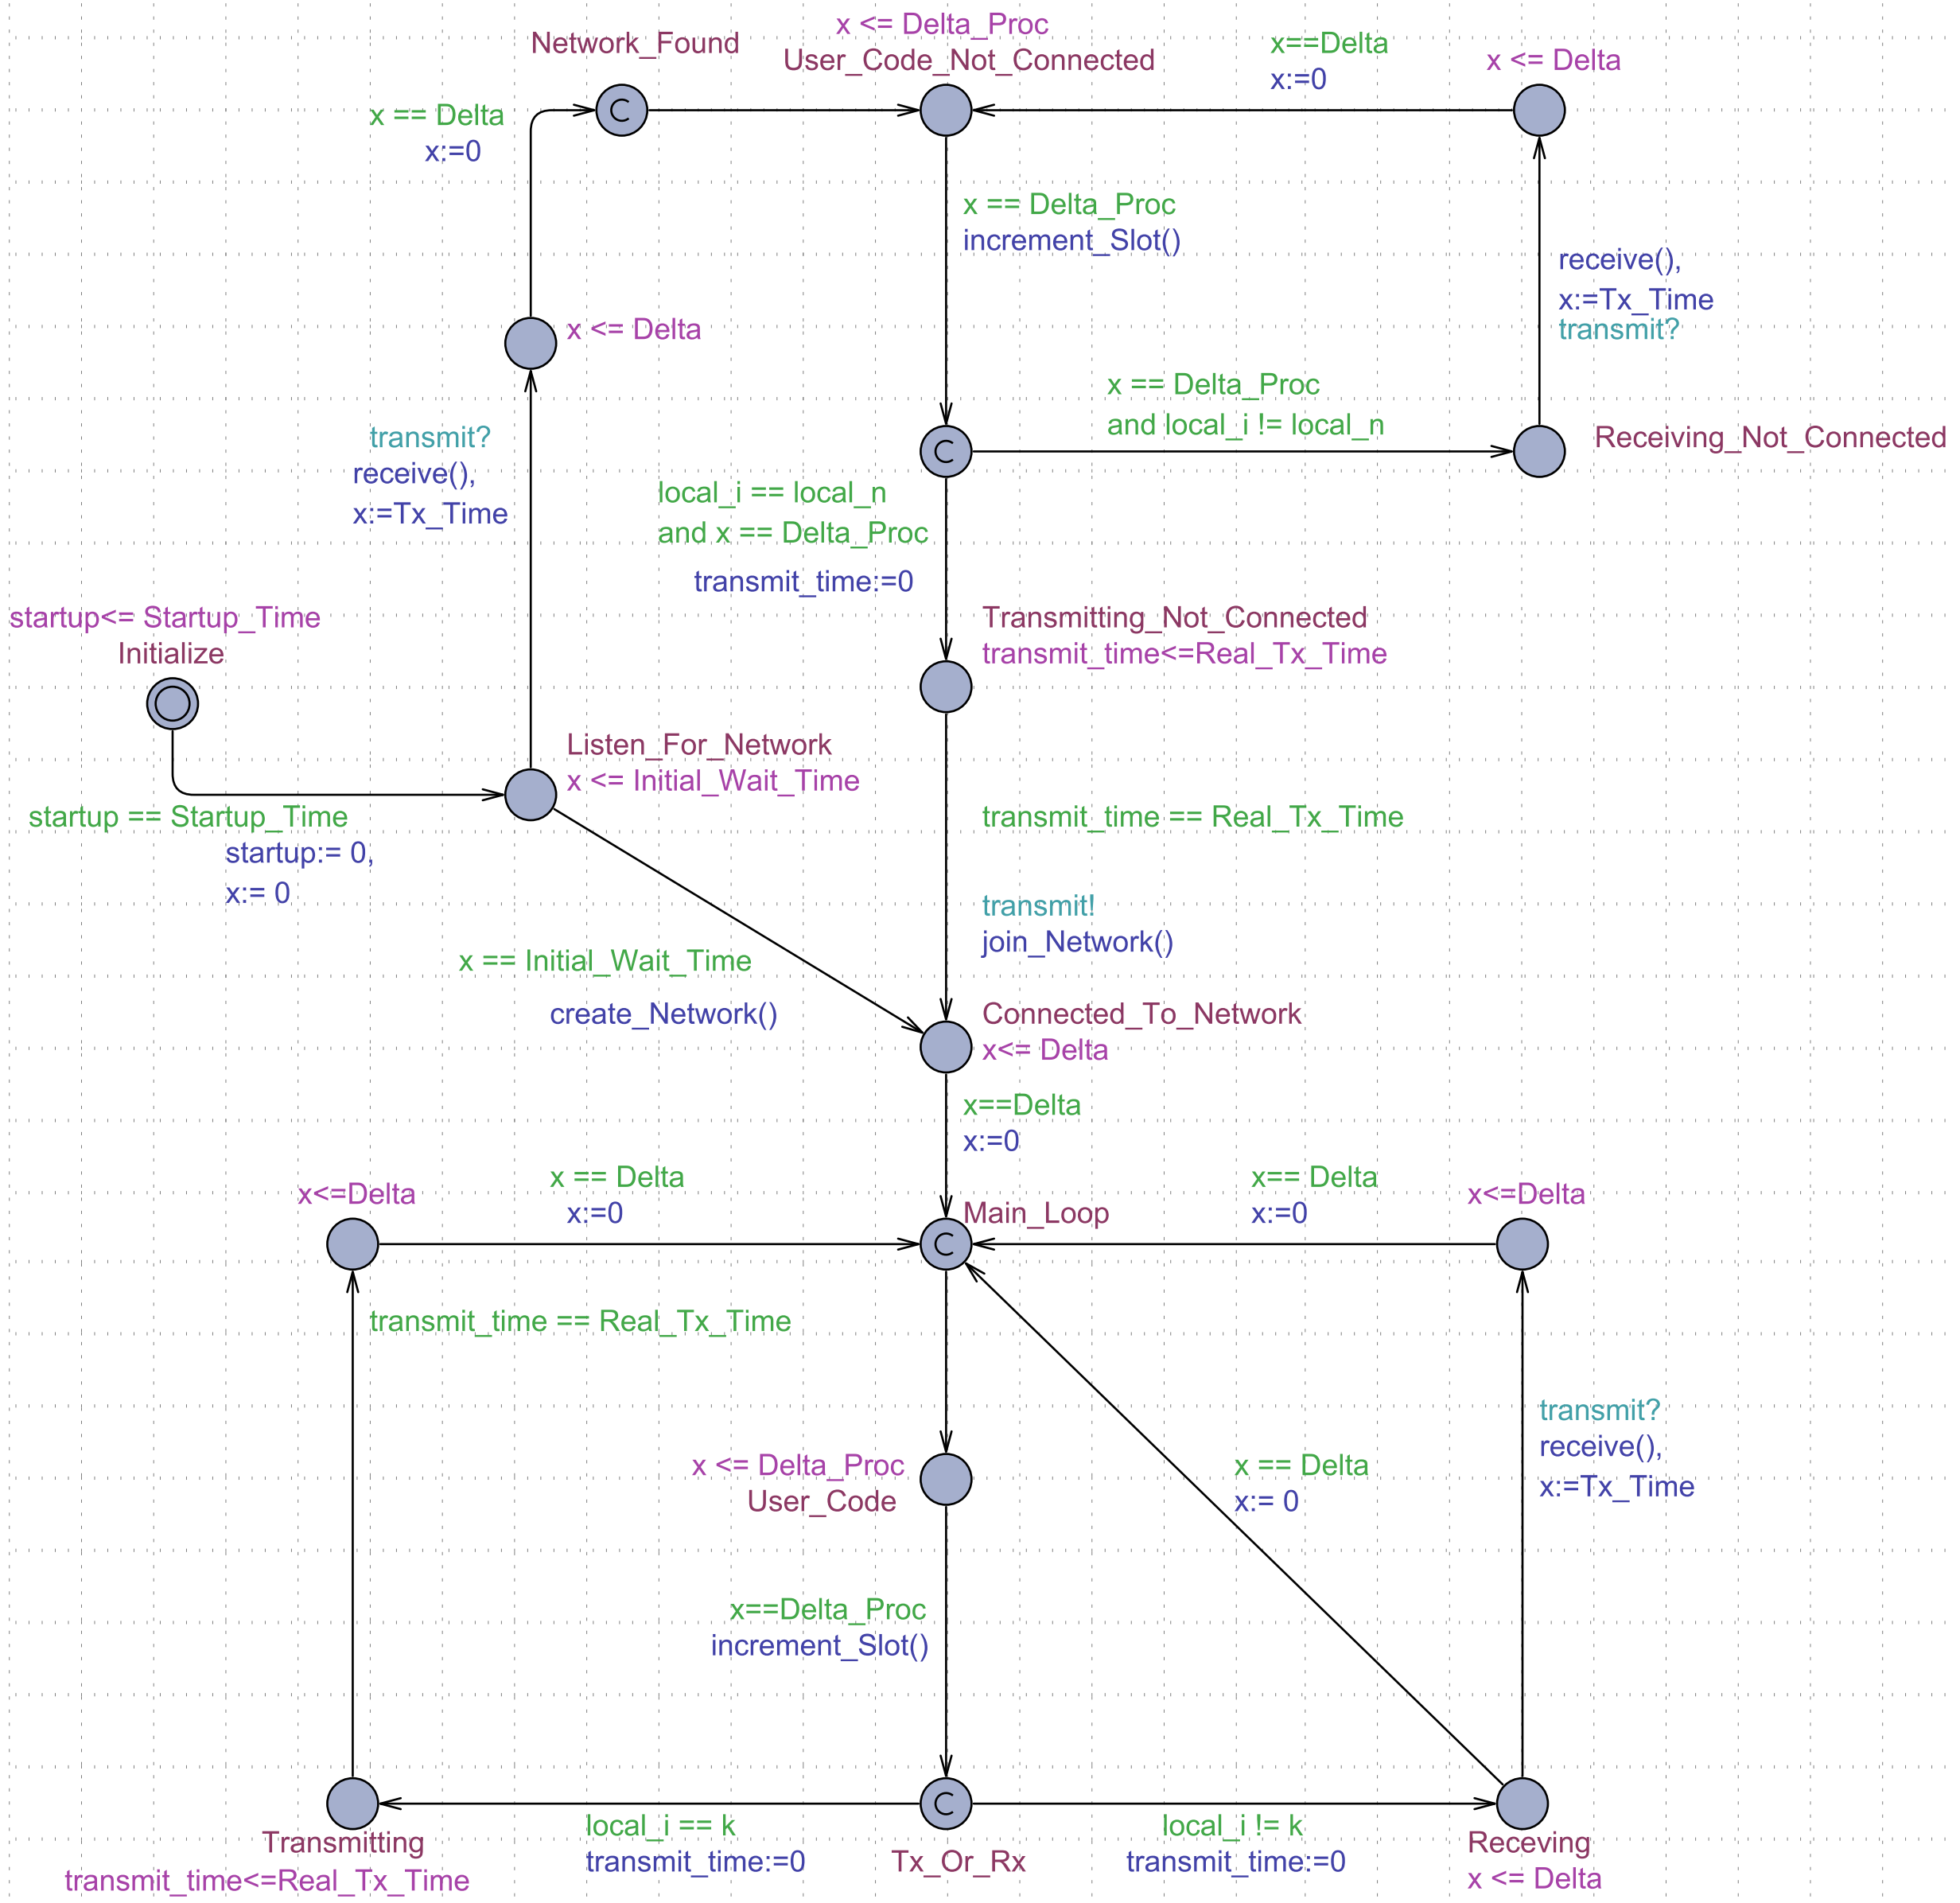 x <= Delta_Proc
Network_Found
User_Code_Not_Connected
x==Delta
x:=0
x <= Delta
x == Delta
x:=0
C
x == Delta_Proc
increment_Slot()
receive(),
x:=Tx_Time
transmit?
x <= Delta
x == Delta_Proc
and local_i != local_n
transmit?
receive(),
x:=Tx_Time
C
Receiving_Not_Connected
local_i == local_n
and x == Delta_Proc
transmit_time:=0
startup<= Startup_Time
Initialize
Transmitting_Not_Connected
transmit_time<=Real_Tx_Time
Listen_For_Network
x <= Initial_Wait_Time
startup == Startup_Time
startup:= 0,
x:= 0
transmit_time == Real_Tx_Time
transmit!
join_Network()
x == Initial_Wait_Time
create_Network()
Connected_To_Network
x<= Delta
x==Delta
x:=0
x<=Delta
x == Delta
x:=0
Main_Loop
C
x== Delta
x:=0
x<=Delta
transmit_time == Real_Tx_Time
transmit?
receive(),
x:=Tx_Time
x <= Delta_Proc
User_Code
x == Delta
x:= 0
x==Delta_Proc
increment_Slot()
C
Transmitting
transmit_time<=Real_Tx_Time
local_i == k
transmit_time:=0
Tx_Or_Rx
local_i != k
transmit_time:=0
Receving
x <= Delta